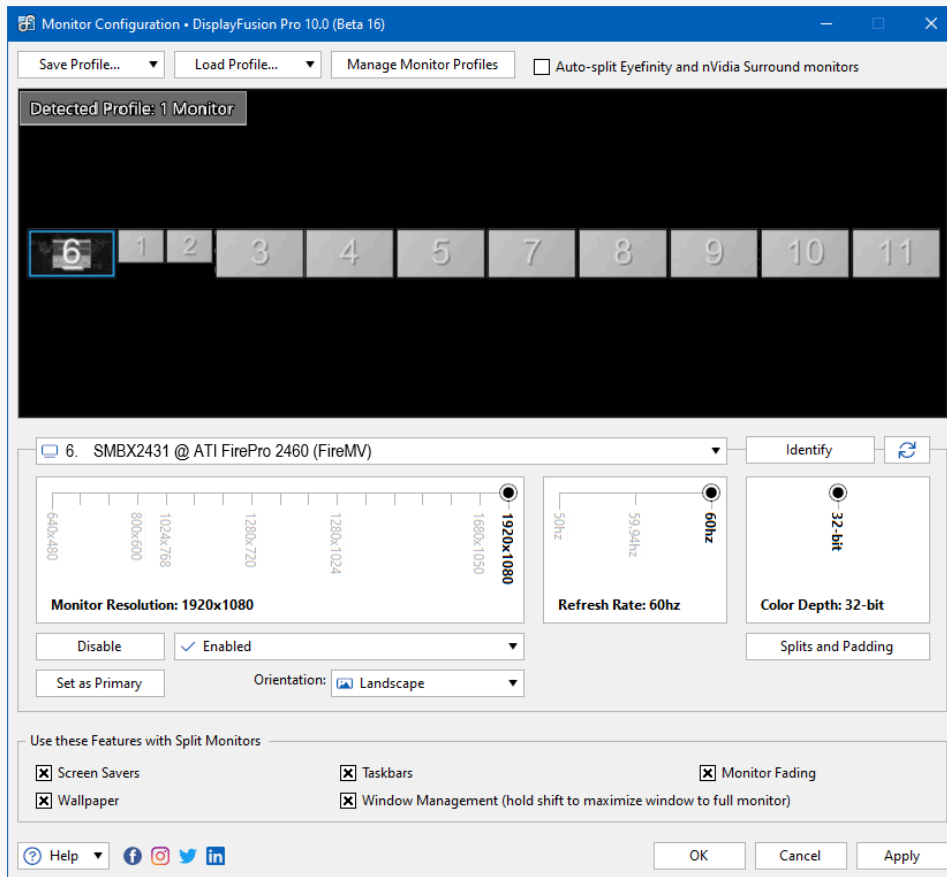 Monitor Configuration • DisplayFusion Pro 10.0 (Beta 16)
Save Profile...
Load Profile...
Manage Monitor Profiles
Auto-split Eyefinity and nVidia Surround monitors
Detected Profile: 1 Monitor
6 1 2 3 4 5 7 8 9 10 11
6. SMBX2431 @ ATI FirePro 2460 (FireMV)
Identify
640x480
800x600
1024x768
1280x720
1280x1024
1680x1050
1920x1080
Monitor Resolution: 1920x1080
50hz
59.94hz
60hz
Refresh Rate: 60hz
32-bit
Color Depth: 32-bit
Disable
Enabled
Splits and Padding
Set as Primary
Orientation:
Landscape
Use these Features with Split Monitors
Screen Savers
Taskbars
Monitor Fading
Wallpaper
Window Management (hold shift to maximize window to full monitor)
Help
OK
Cancel
Apply